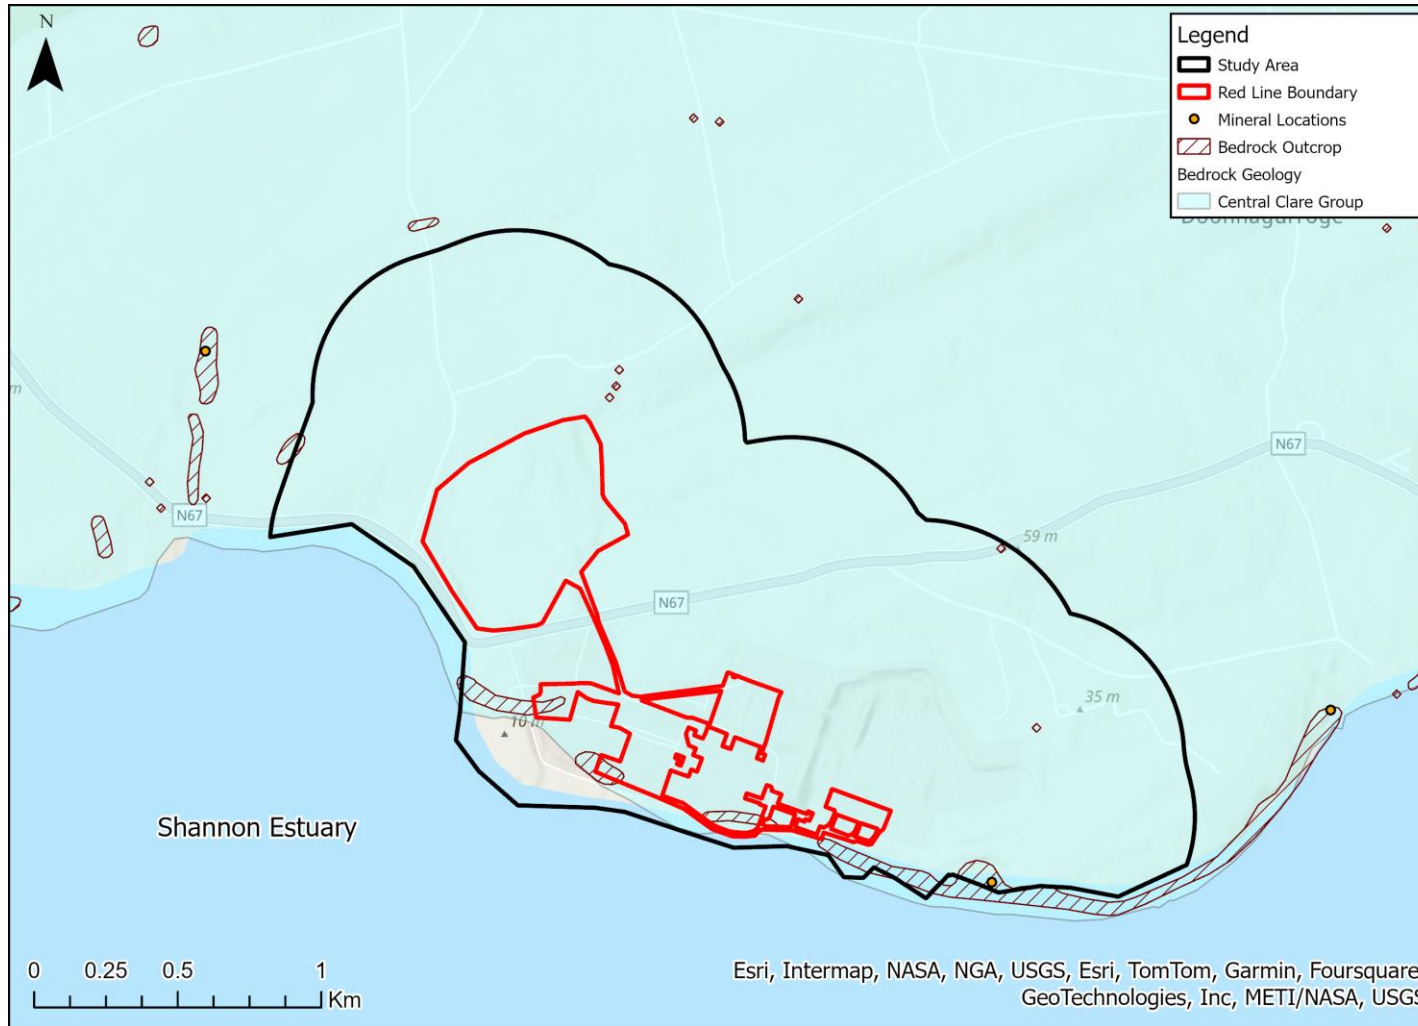 N
Legend
Study Area
Red Line Boundary
Mineral Locations
Bedrock Outcrop
Bedrock Geology
Central Clare Group
m
N67
N67
59 m
N67
35 m
10 m
Shannon Estuary
0 0.25 0.5 1
Km
Esri, Intermap, NASA, NGA, USGS, Esri, TomTom, Garmin, Foursquare,
GeoTechnologies, Inc, METI/NASA, USGS